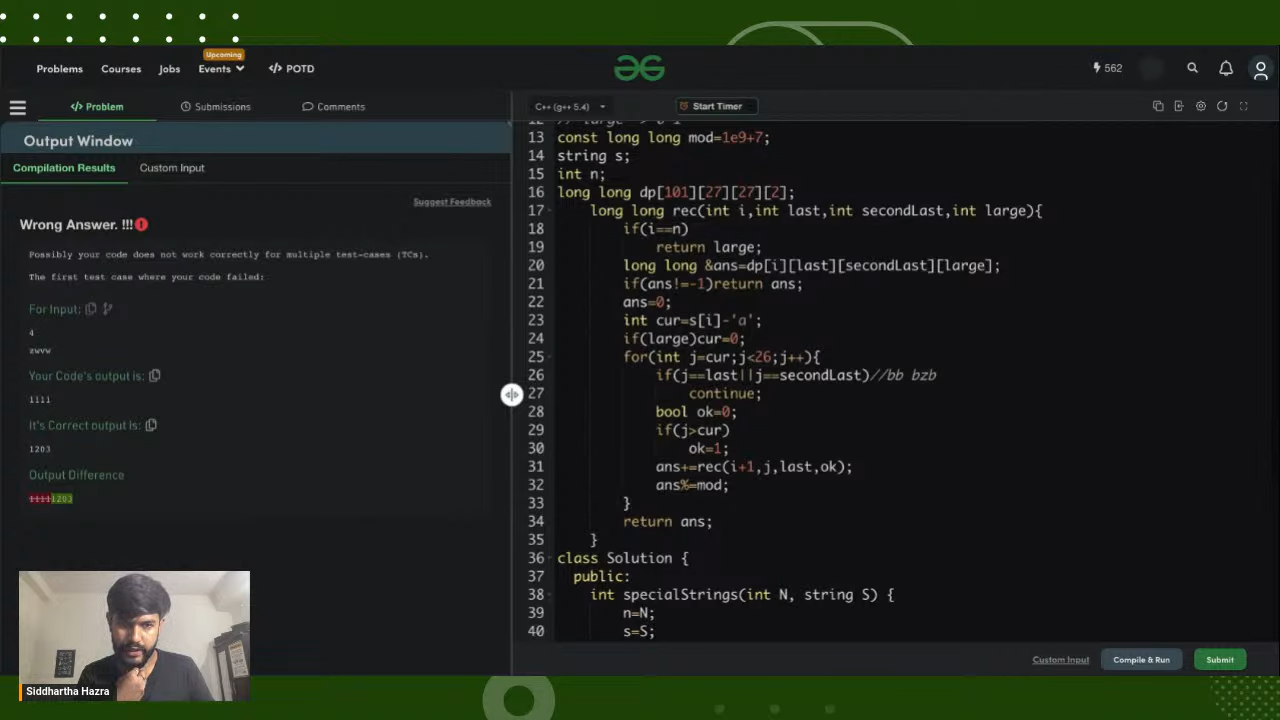 Upcoming
Problems Courses Jobs Events </> POTD
562
</> Problem Submissions Comments
C++ (g++ 5.4) Start Timer
Output Window
Compilation Results Custom Input
Suggest Feedback
Wrong Answer. !!!
Possibly your code does not work correctly for multiple test-cases (TCs).
The first test case where your code failed:
For Input:
4
zwvw
Your Code's output is:
1111
It's Correct output is:
1203
Output Difference
11111203
13 const long long mod=1e9+7;
14 string s;
15 int n;
16 long long dp[101][27][27][2];
17 long long rec(int i,int last,int secondLast,int large){
18 if(i==n)
19 return large;
20 long long &ans=dp[i][last][secondLast][large];
21 if(ans!=-1)return ans;
22 ans=0;
23 int cur=s[i]-'a';
24 if(large)cur=0;
25 for(int j=cur;j<26;j++){
26 if(j==last||j==secondLast)//bb bzb
27 continue;
28 bool ok=0;
29 if(j>cur)
30 ok=1;
31 ans+=rec(i+1,j,last,ok);
32 ans%=mod;
33 }
34 return ans;
35 }
36 class Solution {
37 public:
38 int specialStrings(int N, string S) {
39 n=N;
40 s=S;
Custom Input Compile & Run Submit
Siddhartha Hazra